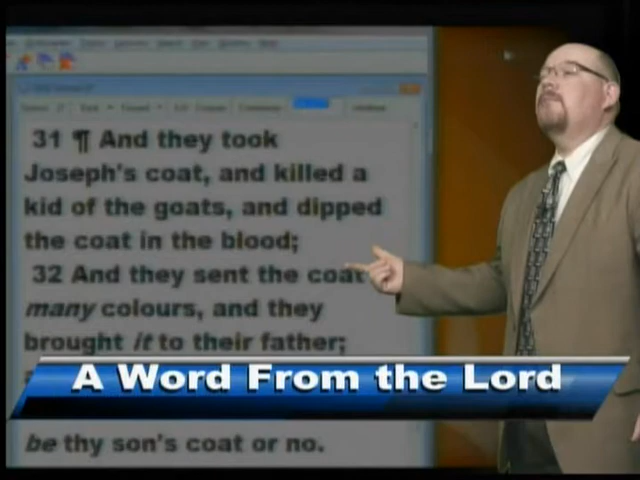 31 ¶ And they took
Joseph's coat, and killed a
kid of the goats, and dipped
the coat in the blood;
32 And they sent the coat
many colours, and they
brought it to their father;
A Word From the Lord
be thy son's coat or no.